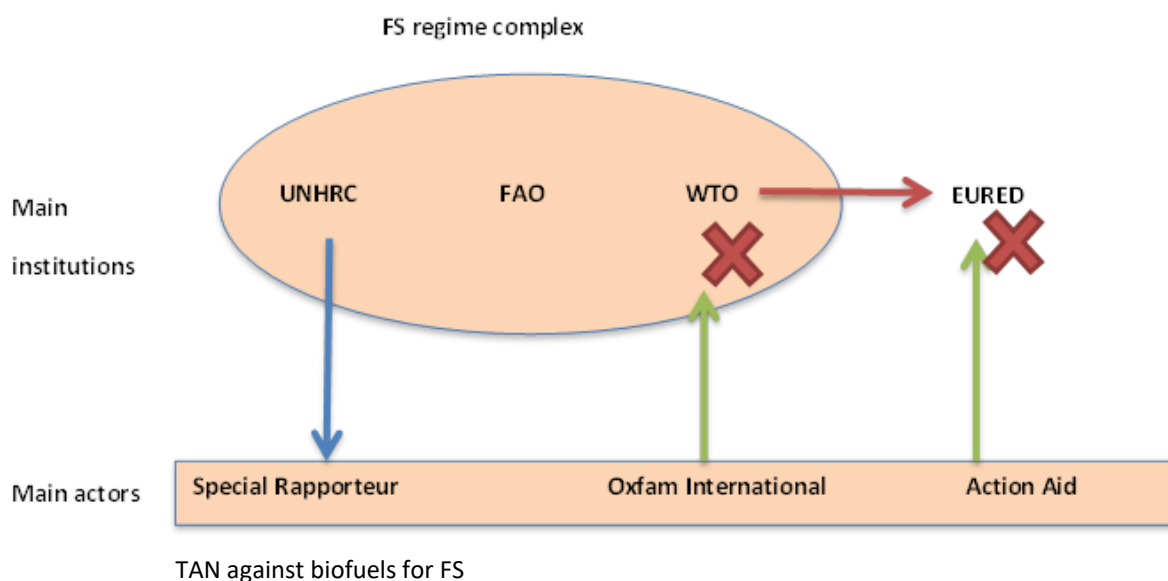 FS regime complex
Main
institutions
UNHRC FAO WTO EURED
Main actors
Special Rapporteur Oxfam International Action Aid
TAN against biofuels for FS